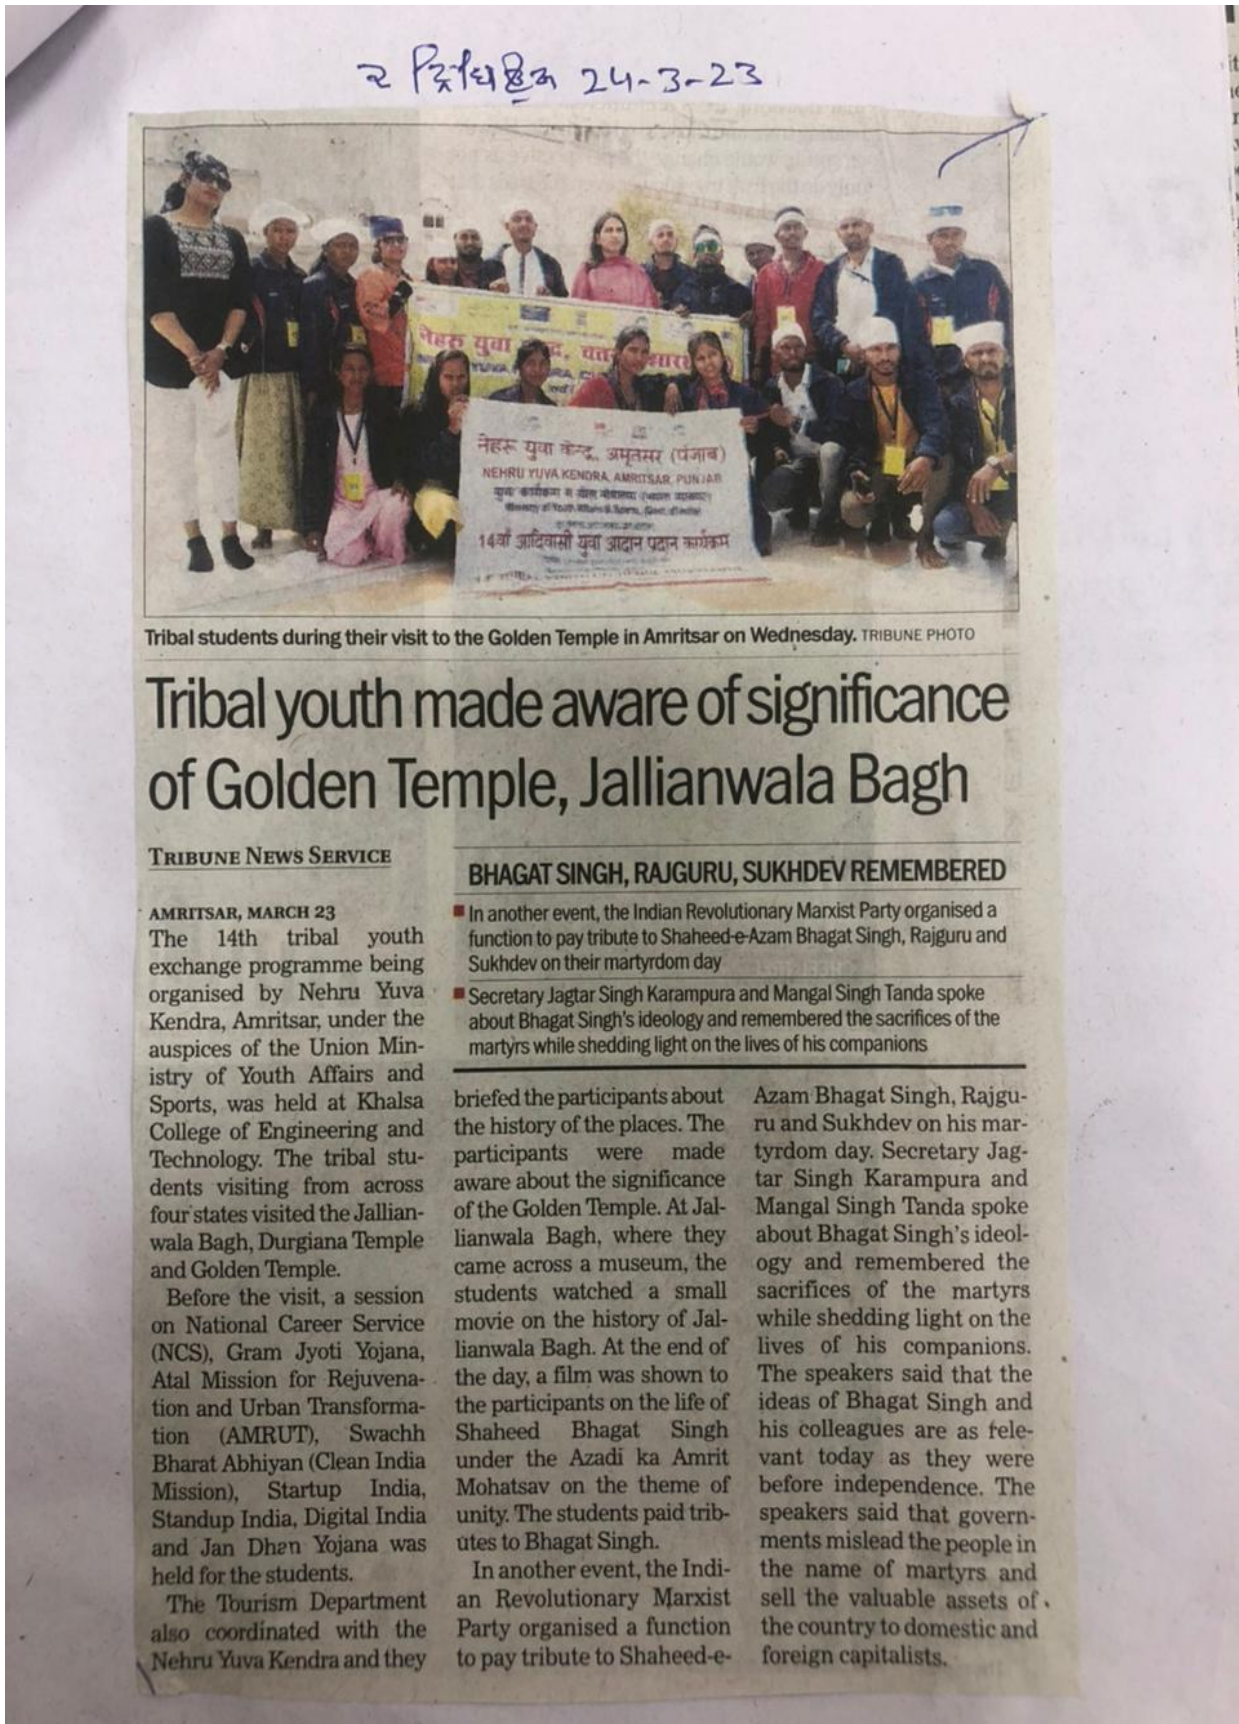 ਦ ਟ੍ਰਿਬਿਊਨ 24-3-23
नेहरू युवा
नेहरू युवा केन्द्र, अमृतसर (पंजाब)
NEHRU YUVA KENDRA, AMRITSAR, PUNJAB
14वाँ आदिवासी युवा आदान प्रदान कार्यक्रम
Tribal students during their visit to the Golden Temple in Amritsar on Wednesday. TRIBUNE PHOTO
Tribal youth made aware of significance
of Golden Temple, Jallianwala Bagh
TRIBUNE NEWS SERVICE
AMRITSAR, MARCH 23
The 14th tribal youth
exchange programme being
organised by Nehru Yuva
Kendra, Amritsar, under the
auspices of the Union Min-
istry of Youth Affairs and
Sports, was held at Khalsa
College of Engineering and
Technology. The tribal stu-
dents visiting from across
four states visited the Jallian-
wala Bagh, Durgiana Temple
and Golden Temple.
Before the visit, a session
on National Career Service
(NCS), Gram Jyoti Yojana,
Atal Mission for Rejuvena-
tion and Urban Transforma-
tion (AMRUT), Swachh
Bharat Abhiyan (Clean India
Mission), Startup India,
Standup India, Digital India
and Jan Dhan Yojana was
held for the students.
The Tourism Department
also coordinated with the
Nehru Yuva Kendra and they
BHAGAT SINGH, RAJGURU, SUKHDEV REMEMBERED
In another event, the Indian Revolutionary Marxist Party organised a
function to pay tribute to Shaheed-e-Azam Bhagat Singh, Rajguru and
Sukhdev on their martyrdom day
Secretary Jagtar Singh Karampura and Mangal Singh Tanda spoke
about Bhagat Singh's ideology and remembered the sacrifices of the
martyrs while shedding light on the lives of his companions
briefed the participants about
the history of the places. The
participants were made
aware about the significance
of the Golden Temple. At Jal-
lianwala Bagh, where they
came across a museum, the
students watched a small
movie on the history of Jal-
lianwala Bagh. At the end of
the day, a film was shown to
the participants on the life of
Shaheed Bhagat Singh
under the Azadi ka Amrit
Mohatsav on the theme of
unity. The students paid trib-
utes to Bhagat Singh.
In another event, the Indi-
an Revolutionary Marxist
Party organised a function
to pay tribute to Shaheed-e-
Azam Bhagat Singh, Rajgu-
ru and Sukhdev on his mar-
tyrdom day. Secretary Jag-
tar Singh Karampura and
Mangal Singh Tanda spoke
about Bhagat Singh's ideol-
ogy and remembered the
sacrifices of the martyrs
while shedding light on the
lives of his companions.
The speakers said that the
ideas of Bhagat Singh and
his colleagues are as rele-
vant today as they were
before independence. The
speakers said that govern-
ments mislead the people in
the name of martyrs and
sell the valuable assets of
the country to domestic and
foreign capitalists.